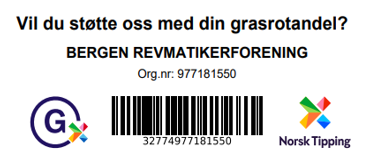 Vil du støtte oss med din grasrotandel?
BERGEN REVMATIKERFORENING
Org.nr: 977181550
G
32774977181550
Norsk Tipping